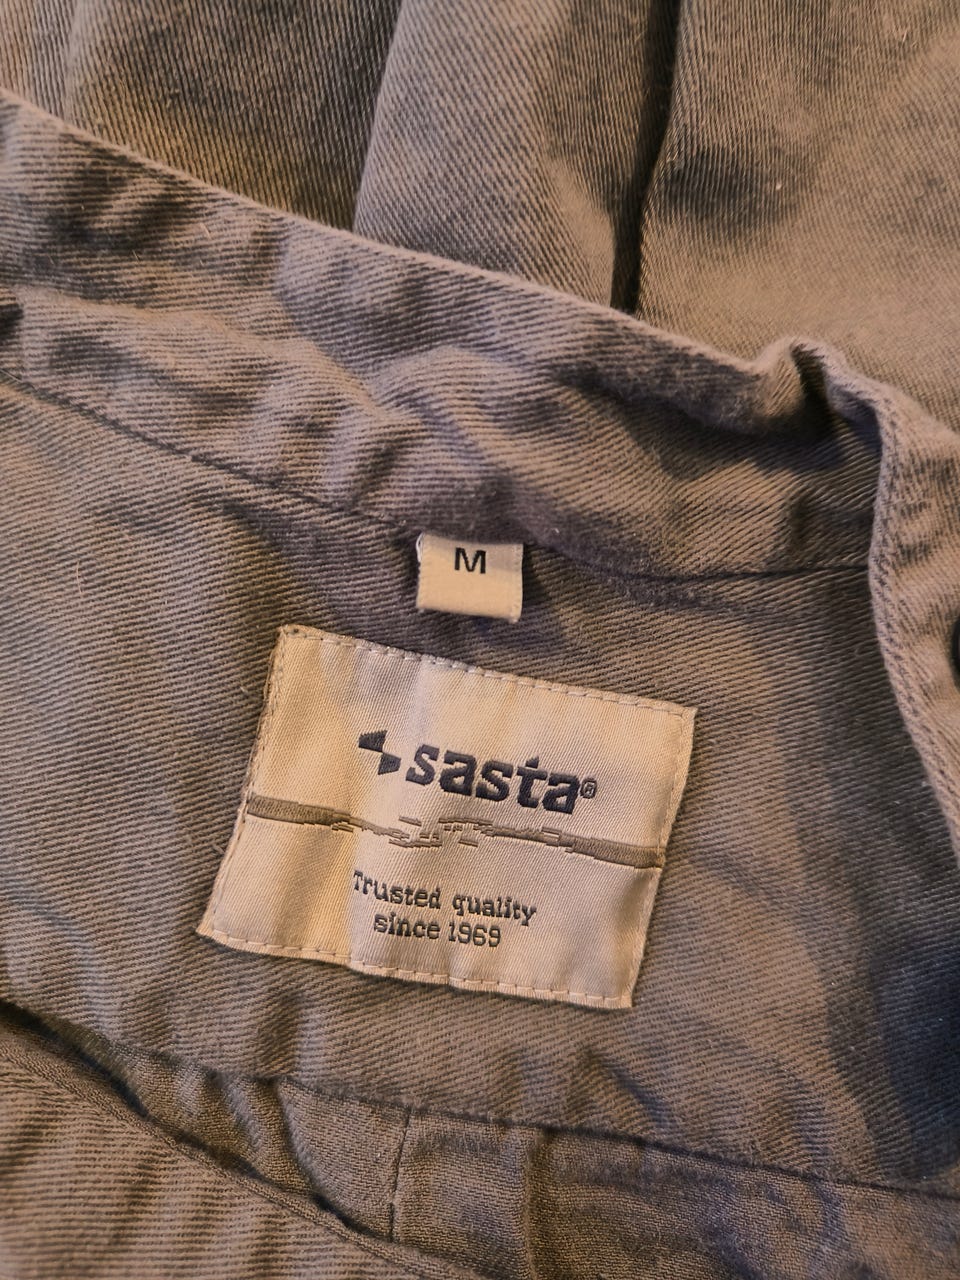 M
sasta®
Trusted quality
since 1969